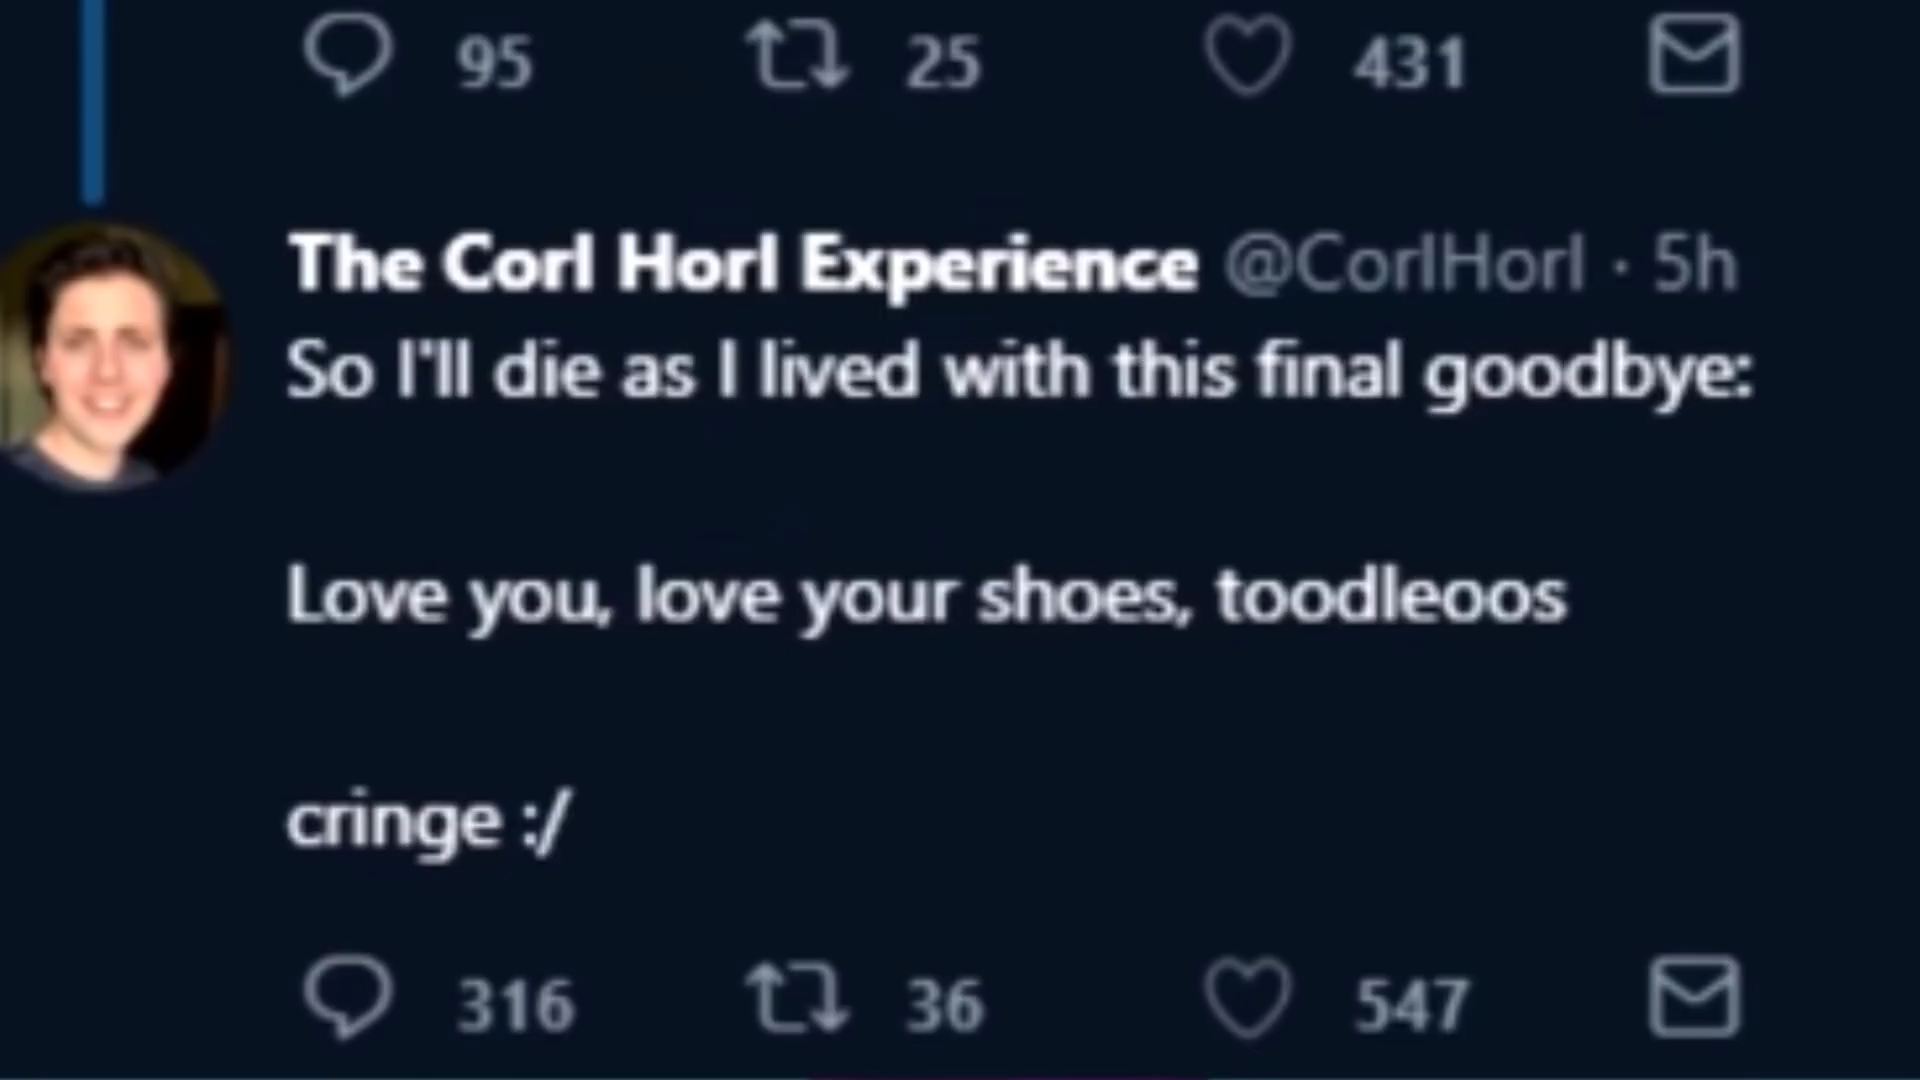 95 25 431
The Corl Horl Experience @CorlHorl · 5h
So I'll die as I lived with this final goodbye:
Love you, love your shoes, toodleoos
cringe :/
316 36 547